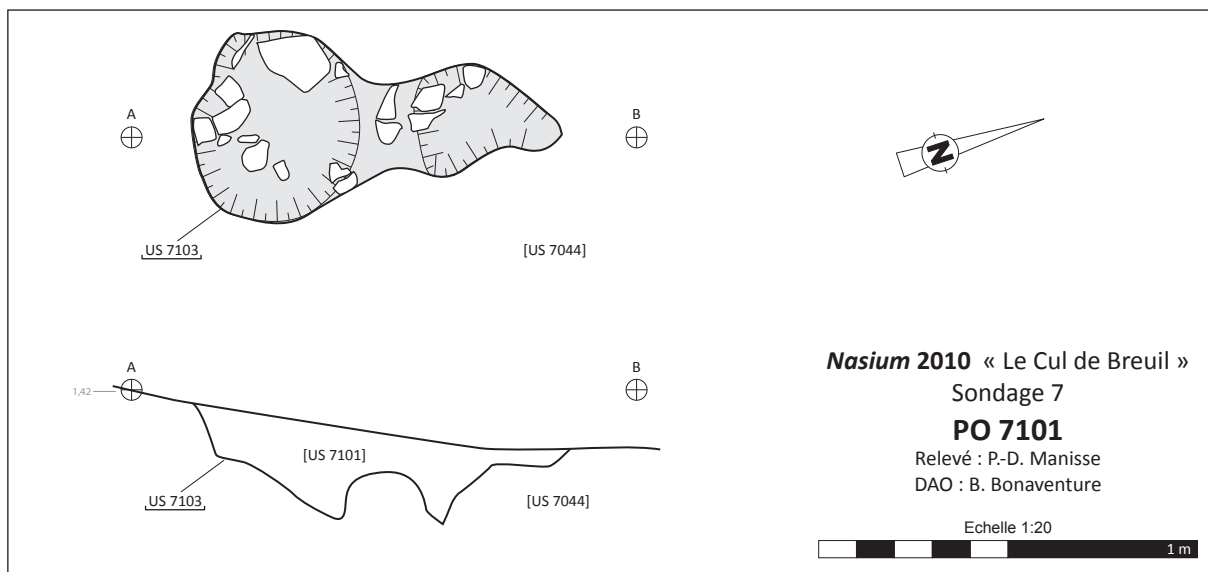 A
B
N
US 7103
[US 7044]
A
B
1,42
[US 7101]
US 7103
[US 7044]
Nasium 2010 « Le Cul de Breuil »
Sondage 7
PO 7101
Relevé : P.-D. Manisse
DAO : B. Bonaventure
Echelle 1:20
1 m